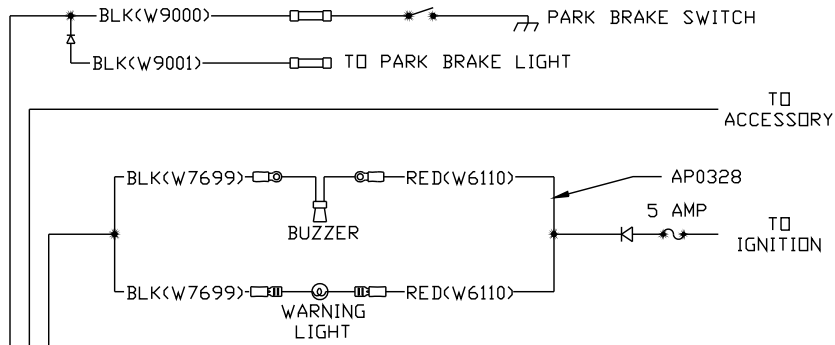 BLK(W9000)
PARK BRAKE SWITCH
BLK(W9001)
TO PARK BRAKE LIGHT
TO
ACCESSORY
BLK(W7699)
RED(W6110)
AP0328
5 AMP
BUZZER
TO
IGNITION
BLK(W7699)
RED(W6110)
WARNING
LIGHT